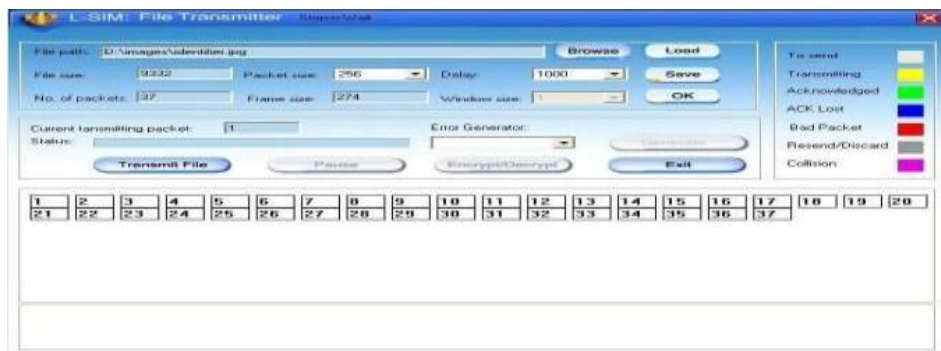 L-SIM: File Transmitter Stop-n-Wait
File path: D:\images\identifier.jpg Browse Load
File size: 9332 Packet size: 256 Delay: 1000 Save
No. of packets: 37 Frame size: 274 Window size: 1 OK
To send
Transmitting
Acknowledged
ACK Lost
Bad Packet
Resend/Discard
Collision
Current tansmitting packet: 1 Error Generator:
Status: Generate
Transmit File Pause Encrypt/Decrypt Exit
1 2 3 4 5 6 7 8 9 10 11 12 13 14 15 16 17 18 19 20
21 22 23 24 25 26 27 28 29 30 31 32 33 34 35 36 37